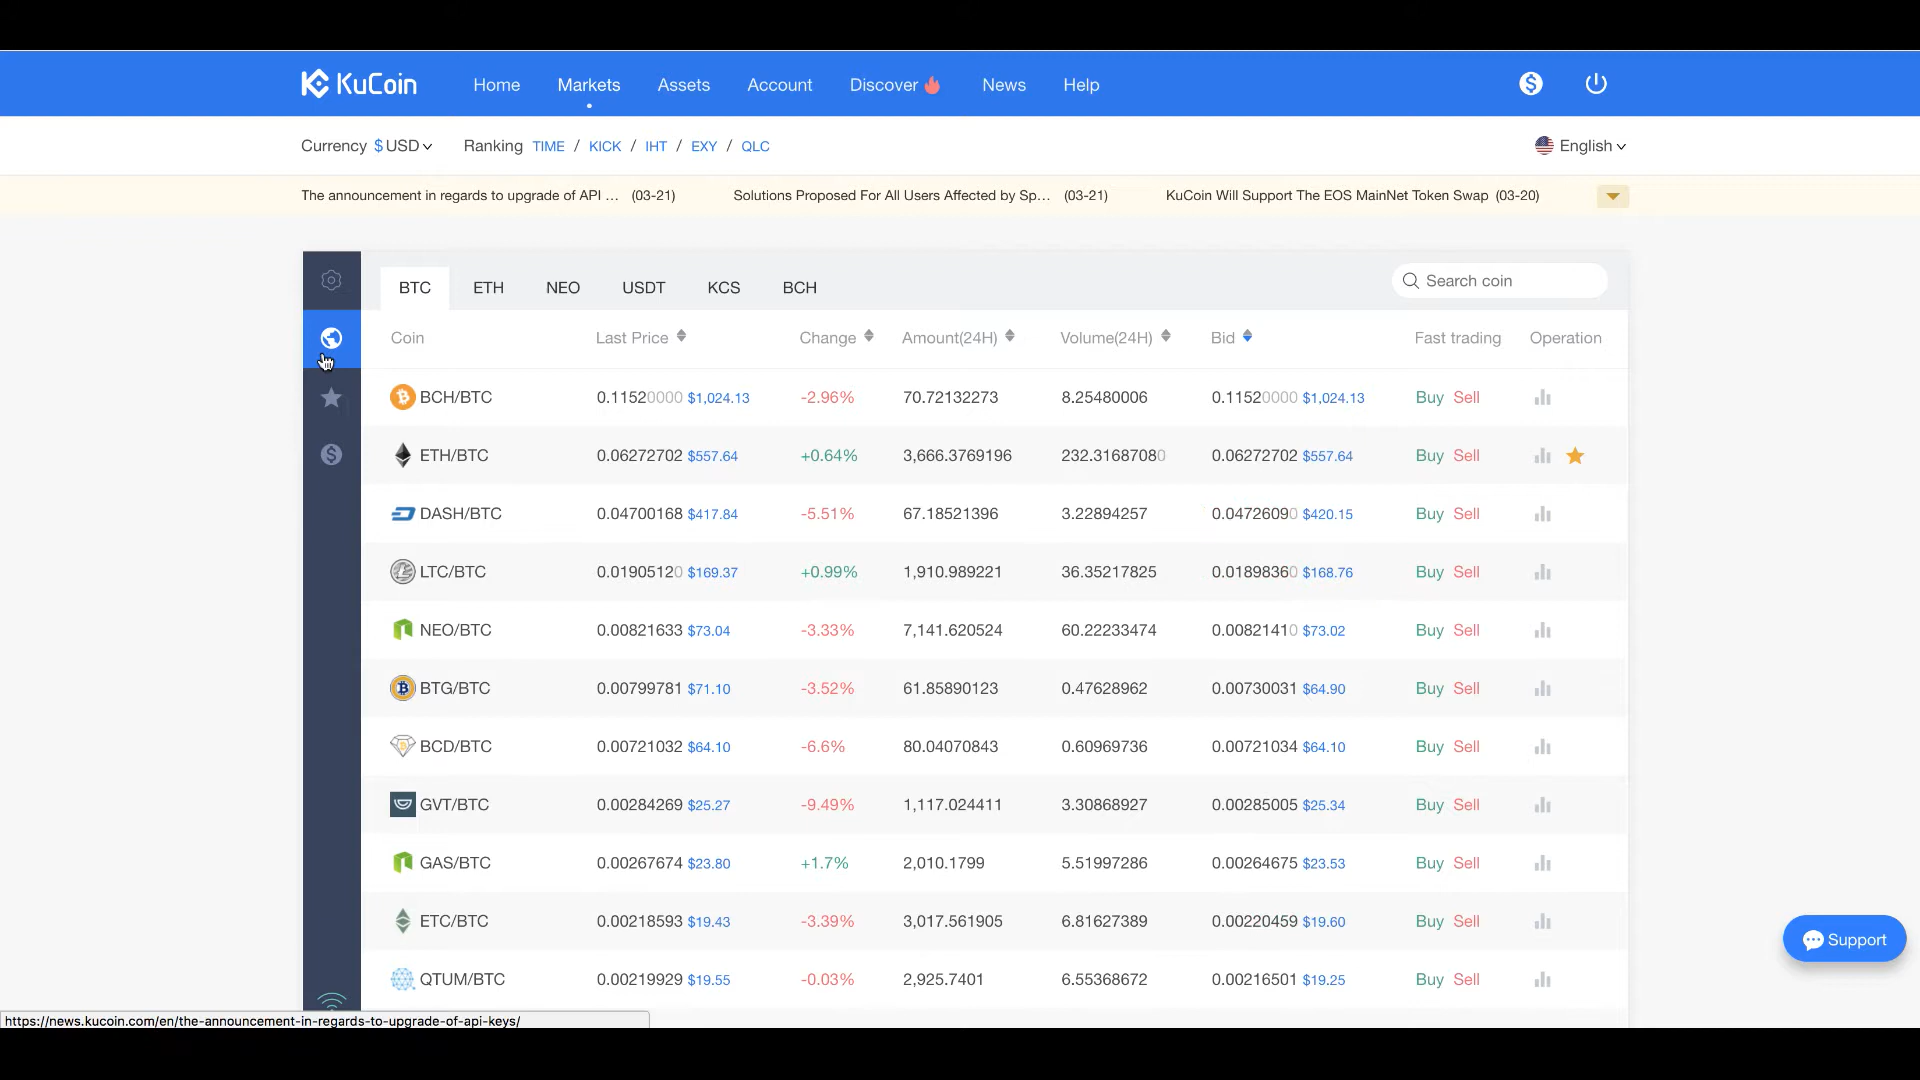 KuCoin Home Markets Assets Account Discover News Help
Currency $ USD Ranking TIME / KICK / IHT / EXY / QLC English
The announcement in regards to upgrade of API ... (03-21) Solutions Proposed For All Users Affected by Sp... (03-21) KuCoin Will Support The EOS MainNet Token Swap (03-20)
BTC ETH NEO USDT KCS BCH Search coin
Coin Last Price Change Amount(24H) Volume(24H) Bid Fast trading Operation
BCH/BTC 0.11520000 $1,024.13 -2.96% 70.72132273 8.25480006 0.11520000 $1,024.13 Buy Sell
ETH/BTC 0.06272702 $557.64 +0.64% 3,666.3769196 232.31687080 0.06272702 $557.64 Buy Sell
DASH/BTC 0.04700168 $417.84 -5.51% 67.18521396 3.22894257 0.04726090 $420.15 Buy Sell
LTC/BTC 0.01905120 $169.37 +0.99% 1,910.989221 36.35217825 0.01898360 $168.76 Buy Sell
NEO/BTC 0.00821633 $73.04 -3.33% 7,141.620524 60.22233474 0.00821410 $73.02 Buy Sell
BTG/BTC 0.00799781 $71.10 -3.52% 61.85890123 0.47628962 0.00730031 $64.90 Buy Sell
BCD/BTC 0.00721032 $64.10 -6.6% 80.04070843 0.60969736 0.00721034 $64.10 Buy Sell
GVT/BTC 0.00284269 $25.27 -9.49% 1,117.024411 3.30868927 0.00285005 $25.34 Buy Sell
GAS/BTC 0.00267674 $23.80 +1.7% 2,010.1799 5.51997286 0.00264675 $23.53 Buy Sell
ETC/BTC 0.00218593 $19.43 -3.39% 3,017.561905 6.81627389 0.00220459 $19.60 Buy Sell
Support
QTUM/BTC 0.00219929 $19.55 -0.03% 2,925.7401 6.55368672 0.00216501 $19.25 Buy Sell
https://news.kucoin.com/en/the-announcement-in-regards-to-upgrade-of-api-keys/